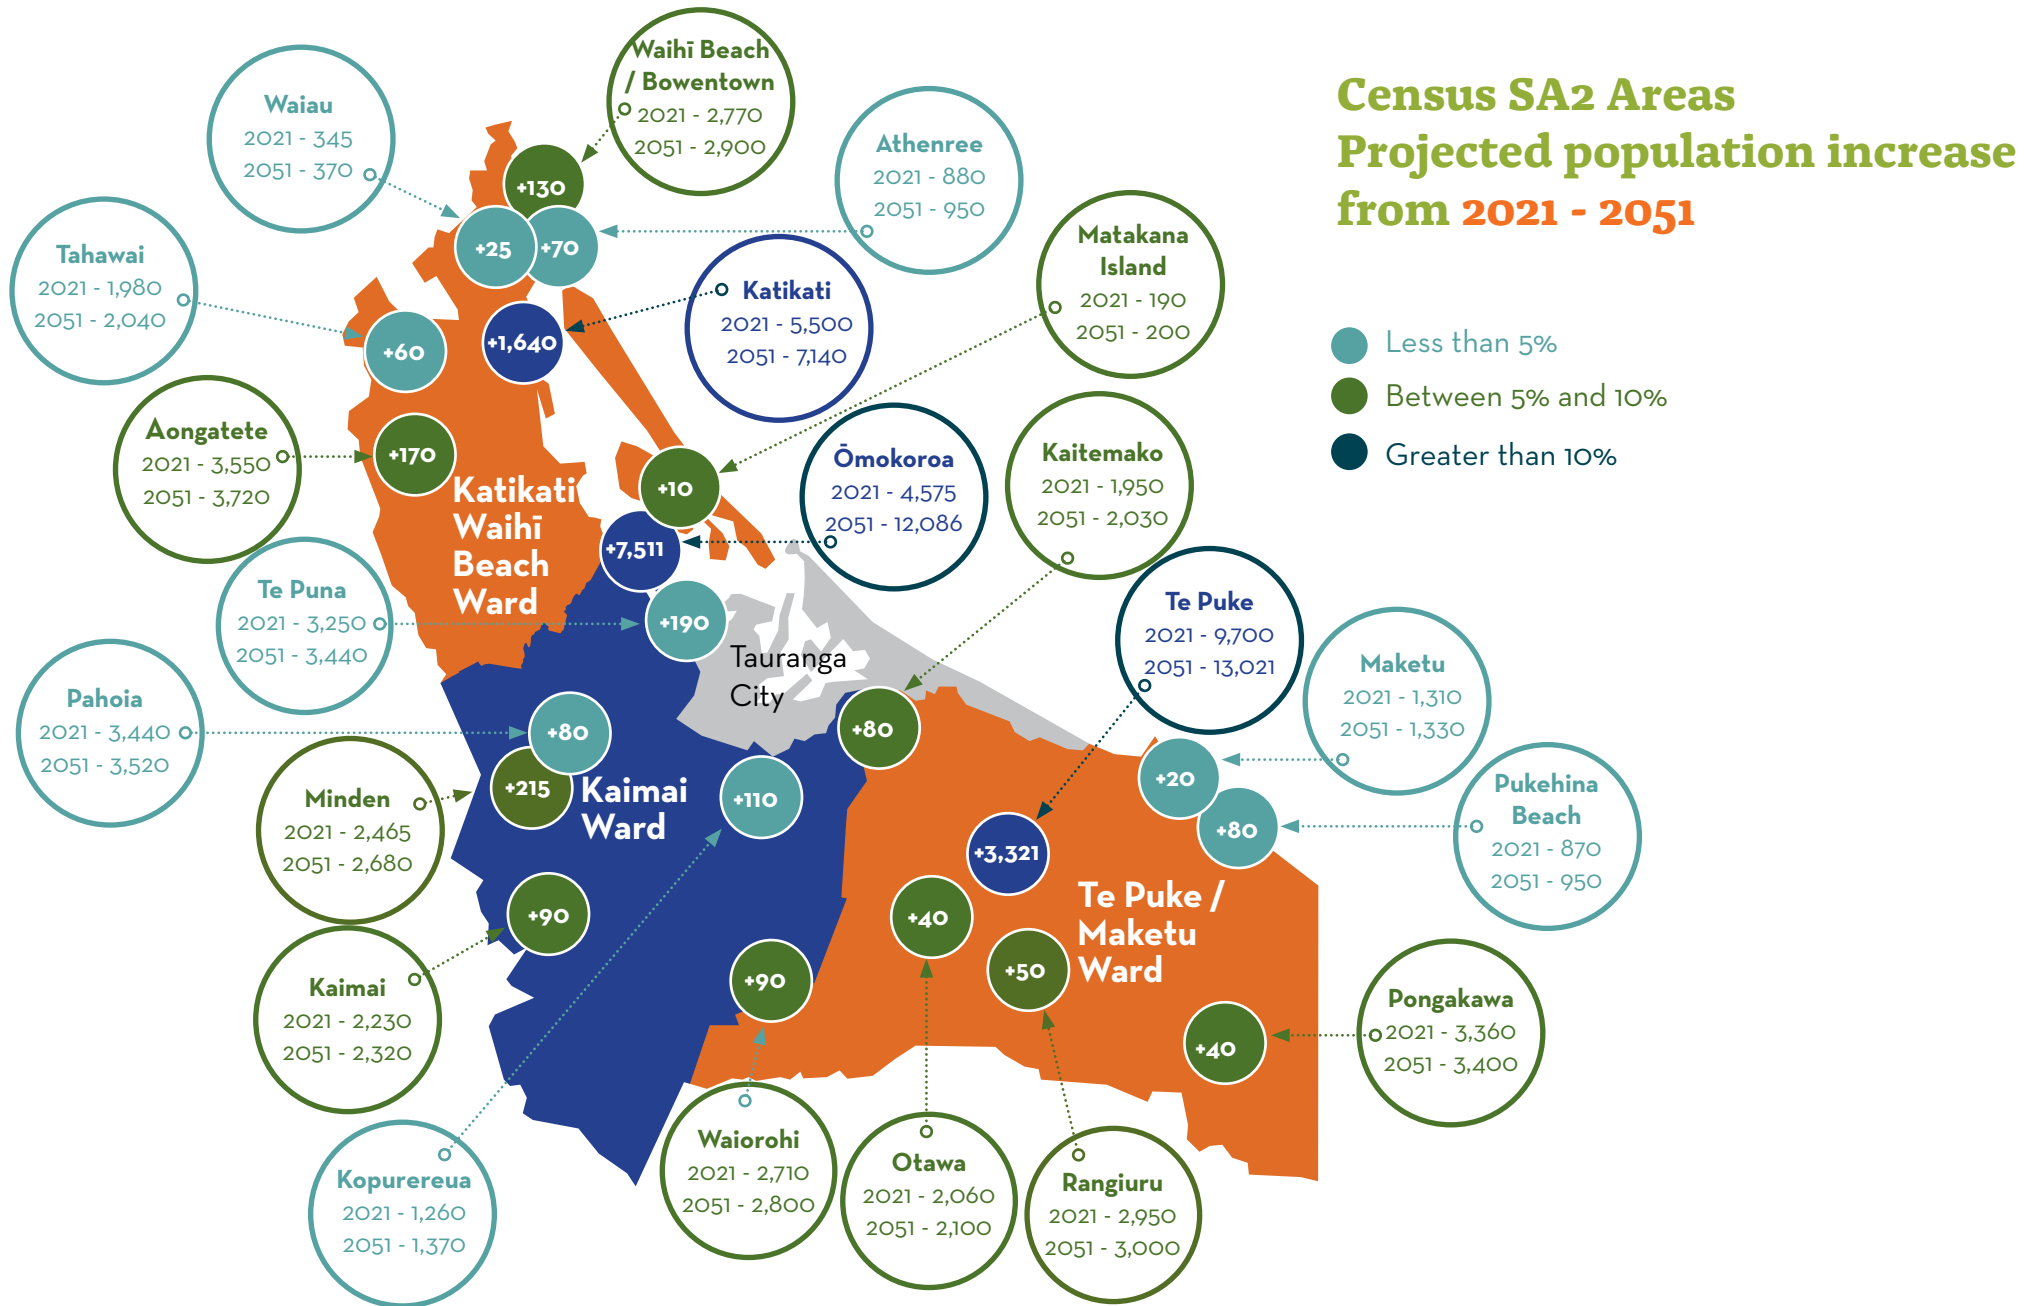 Census SA2 Areas
Projected population increase
from 2021 - 2051
Less than 5%
Between 5% and 10%
Greater than 10%
Waihī Beach
/ Bowentown
2021 - 2,770
2051 - 2,900
Waiau
2021 - 345
2051 - 370
Athenree
2021 - 880
2051 - 950
Tahawai
2021 - 1,980
2051 - 2,040
Katikati
2021 - 5,500
2051 - 7,140
Matakana
Island
2021 - 190
2051 - 200
Aongatete
2021 - 3,550
2051 - 3,720
Ōmokoroa
2021 - 4,575
2051 - 12,086
Kaitemako
2021 - 1,950
2051 - 2,030
Te Puna
2021 - 3,250
2051 - 3,440
Te Puke
2021 - 9,700
2051 - 13,021
Maketu
2021 - 1,310
2051 - 1,330
Pahoia
2021 - 3,440
2051 - 3,520
Minden
2021 - 2,465
2051 - 2,680
Pukehina
Beach
2021 - 870
2051 - 950
Kaimai
2021 - 2,230
2051 - 2,320
Pongakawa
2021 - 3,360
2051 - 3,400
Kopurereua
2021 - 1,260
2051 - 1,370
Waiorohi
2021 - 2,710
2051 - 2,800
Otawa
2021 - 2,060
2051 - 2,100
Rangiuru
2021 - 2,950
2051 - 3,000
+130
+25
+70
+60
+1,640
+170
+10
+7,511
+190
+80
+80
+215
+110
+20
+80
+3,321
+90
+40
+50
+90
+40
Katikati
Waihī
Beach
Ward
Tauranga
City
Kaimai
Ward
Te Puke /
Maketu
Ward